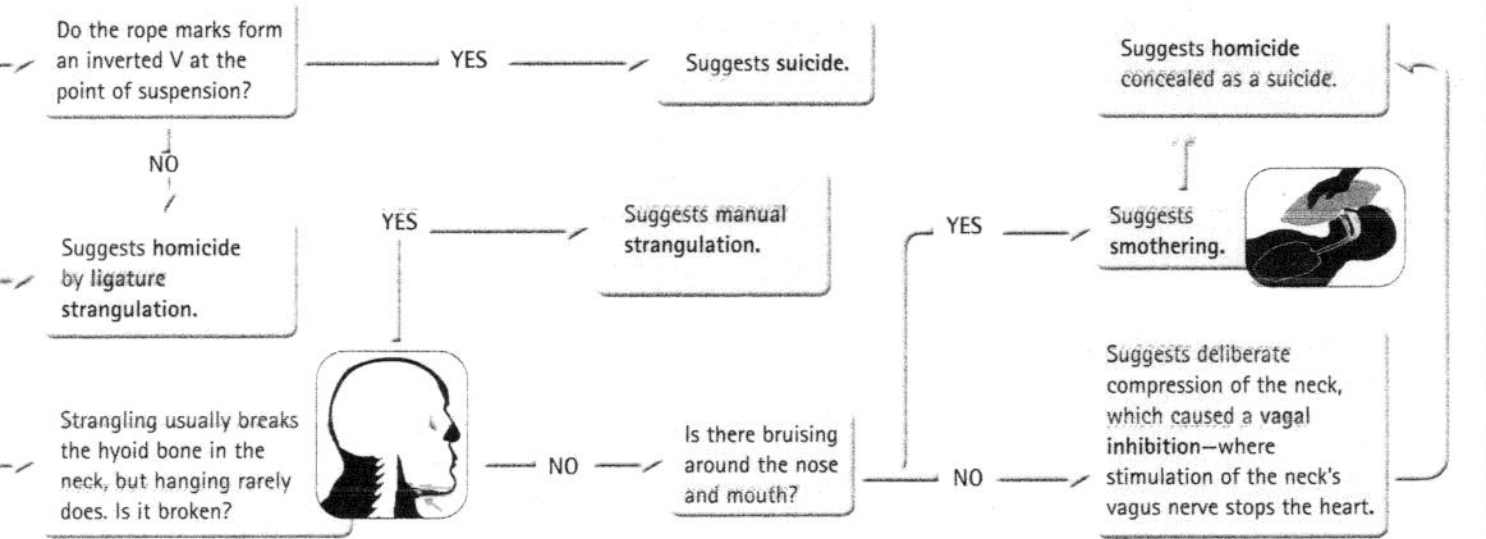 Do the rope marks form
an inverted V at the
point of suspension?
YES
Suggests suicide.
Suggests homicide
concealed as a suicide.
NO
Suggests homicide
by ligature
strangulation.
YES
Suggests manual
strangulation.
YES
Suggests
smothering.
Strangling usually breaks
the hyoid bone in the
neck, but hanging rarely
does. Is it broken?
NO
Is there bruising
around the nose
and mouth?
NO
Suggests deliberate
compression of the neck,
which caused a vagal
inhibition—where
stimulation of the neck's
vagus nerve stops the heart.